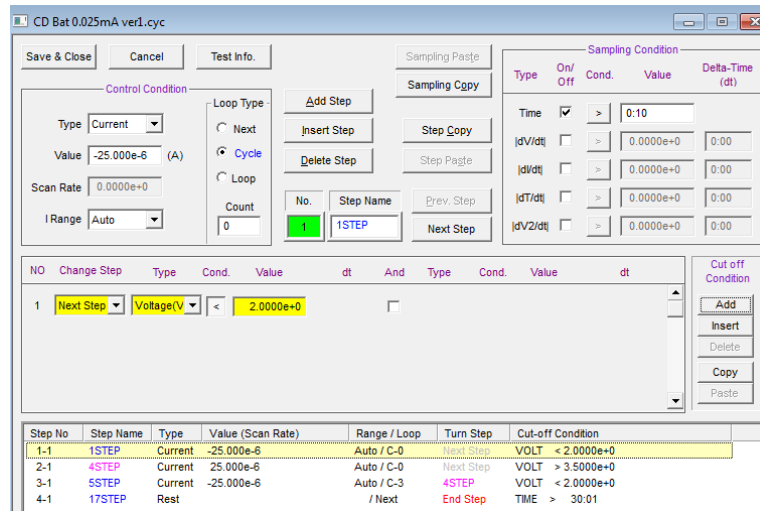 CD Bat 0.025mA ver1.cyc
Save & Close Cancel Test Info. Sampling Paste Sampling Condition
Sampling Copy Type On/Off Cond. Value Delta-Time (dt)
Control Condition Loop Type Add Step
Type Current Next Insert Step Step Copy Time > 0:10
Value -25.000e-6 (A) Cycle Delete Step Step Paste |dV/dt| > 0.0000e+0 0:00
Scan Rate 0.0000e+0 Loop |dI/dt| > 0.0000e+0 0:00
I Range Auto Count No. Step Name Prev. Step |dT/dt| > 0.0000e+0 0:00
0 1 1STEP Next Step |dV2/dt| > 0.0000e+0 0:00
NO Change Step Type Cond. Value dt And Type Cond. Value dt Cut off Condition
1 Next Step Voltage(V < 2.0000e+0 Add
Insert
Delete
Copy
Paste
Step No Step Name Type Value (Scan Rate) Range / Loop Turn Step Cut-off Condition
1-1 1STEP Current -25.000e-6 Auto / C-0 Next Step VOLT < 2.0000e+0
2-1 4STEP Current 25.000e-6 Auto / C-0 Next Step VOLT > 3.5000e+0
3-1 5STEP Current -25.000e-6 Auto / C-3 4STEP VOLT < 2.0000e+0
4-1 17STEP Rest / Next End Step TIME > 30:01